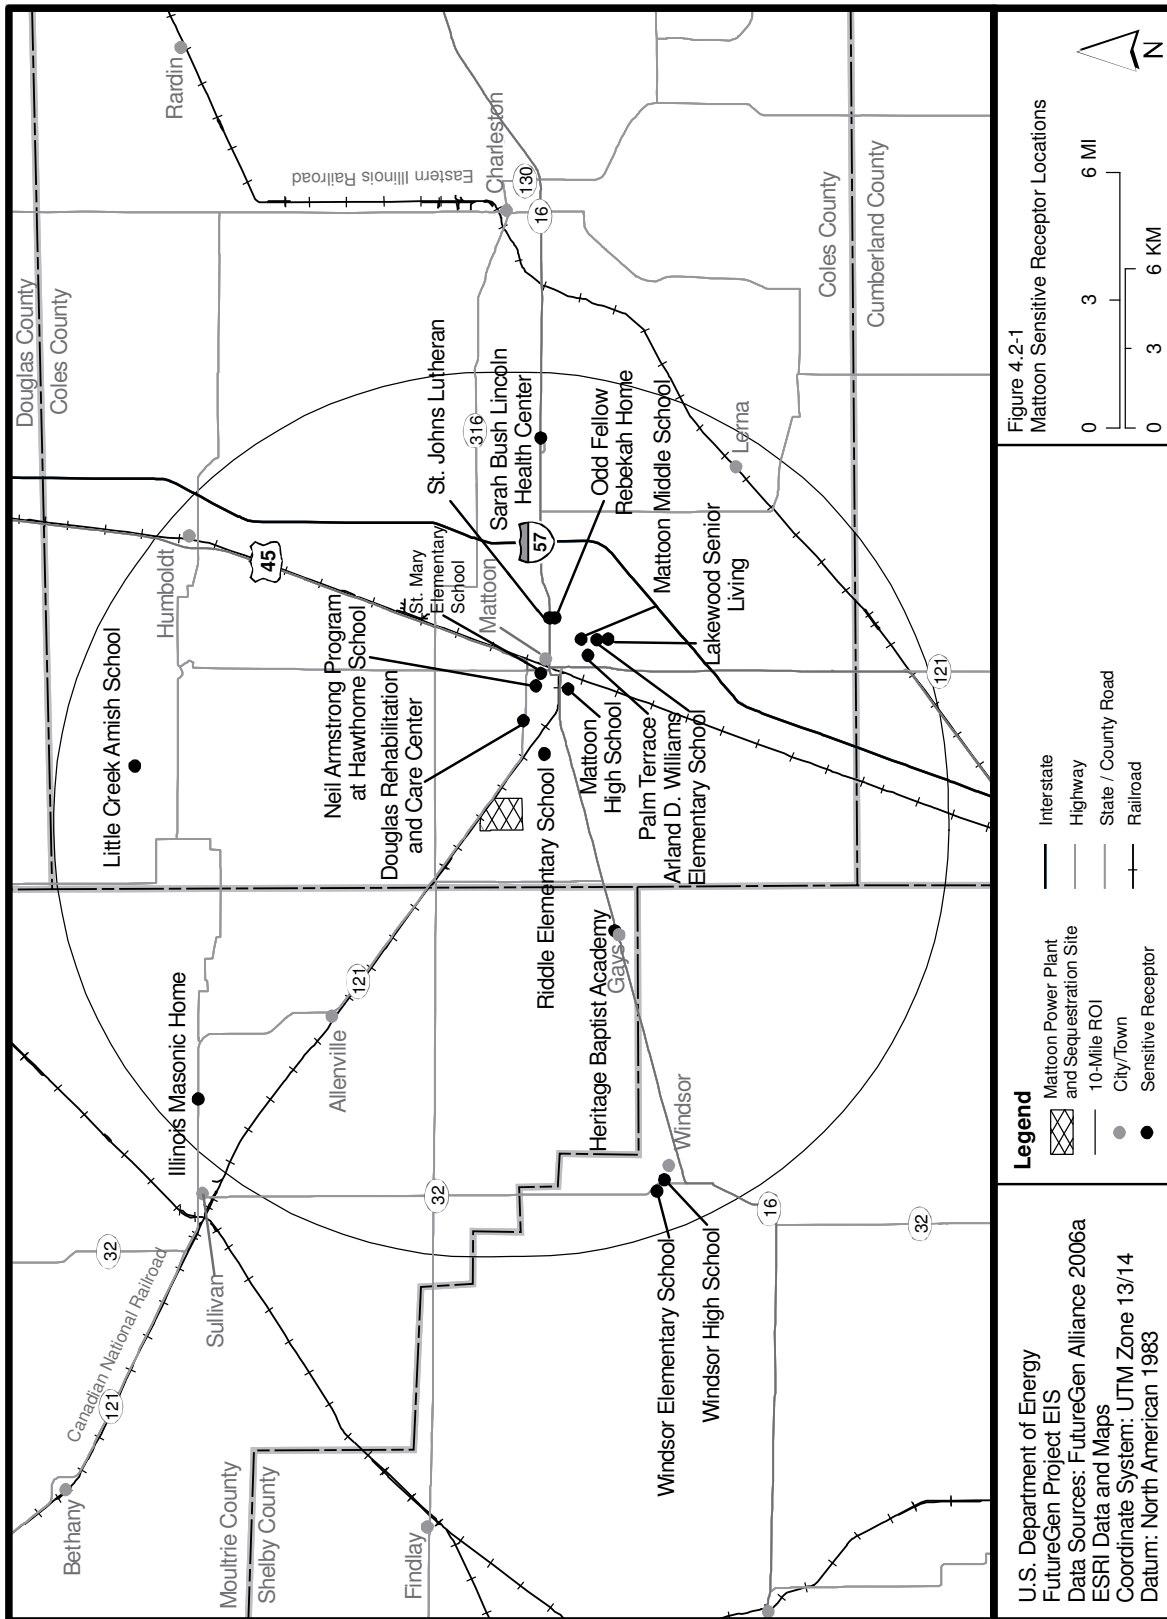 Douglas County
Coles County
Rardin
Eastern Illinois Railroad
Charleston
130
16
Coles County
Cumberland County
316
St. Johns Lutheran
Sarah Bush Lincoln
Health Center
Odd Fellow
Rebekah Home
Mattoon Middle School
Lakewood Senior
Living
Lerna
121
57
45
Humboldt
Little Creek Amish School
Neil Armstrong Program
at Hawthorne School
St. Mary
Elementary
School
Mattoon
Douglas Rehabilitation
and Care Center
Riddle Elementary School
Mattoon
High School
Palm Terrace
Arland D. Williams
Elementary School
Heritage Baptist Academy
Gays
Illinois Masonic Home
Allenville
121
Windsor
Windsor Elementary School
Windsor High School
16
32
32
32
Sullivan
Canadian National Railroad
121
Bethany
Moultrie County
Shelby County
Findlay
U.S. Department of Energy
FutureGen Project EIS
Data Sources: FutureGen Alliance 2006a
ESRI Data and Maps
Coordinate System: UTM Zone 13/14
Datum: North American 1983
Legend
Mattoon Power Plant
and Sequestration Site
10-Mile ROI
City/Town
Sensitive Receptor
Interstate
Highway
State / County Road
Railroad
Figure 4.2-1
Mattoon Sensitive Receptor Locations
0 3 6 MI
0 3 6 KM
N